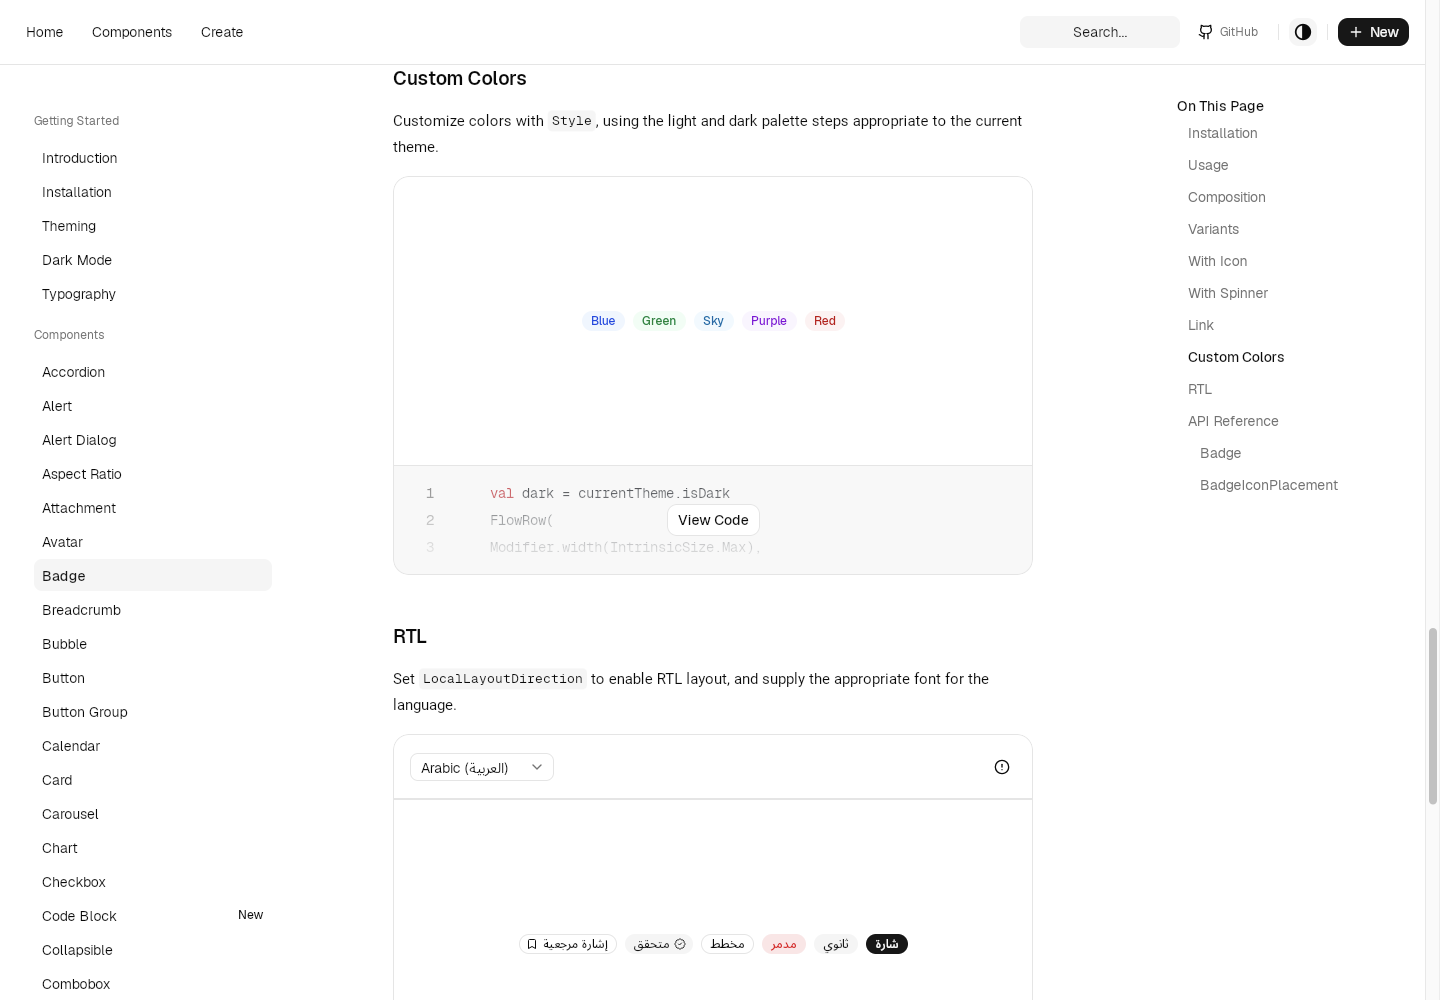 Home
Components
Create
Search...
GitHub
New
Getting Started
Introduction
Installation
Theming
Dark Mode
Typography
Components
Accordion
Alert
Alert Dialog
Aspect Ratio
Attachment
Avatar
Badge
Breadcrumb
Bubble
Button
Button Group
Calendar
Card
Carousel
Chart
Checkbox
Code Block
New
Collapsible
Combobox
Custom Colors
Customize colors with Style, using the light and dark palette steps appropriate to the current
theme.
Blue
Green
Sky
Purple
Red
1 val dark = currentTheme.isDark
2 FlowRow(
3 Modifier.width(IntrinsicSize.Max),
View Code
RTL
Set LocalLayoutDirection to enable RTL layout, and supply the appropriate font for the
language.
Arabic (العربية)
شارة
ثانوي
مدمر
مخطط
متحقق
إشارة مرجعية
On This Page
Installation
Usage
Composition
Variants
With Icon
With Spinner
Link
Custom Colors
RTL
API Reference
Badge
BadgeIconPlacement